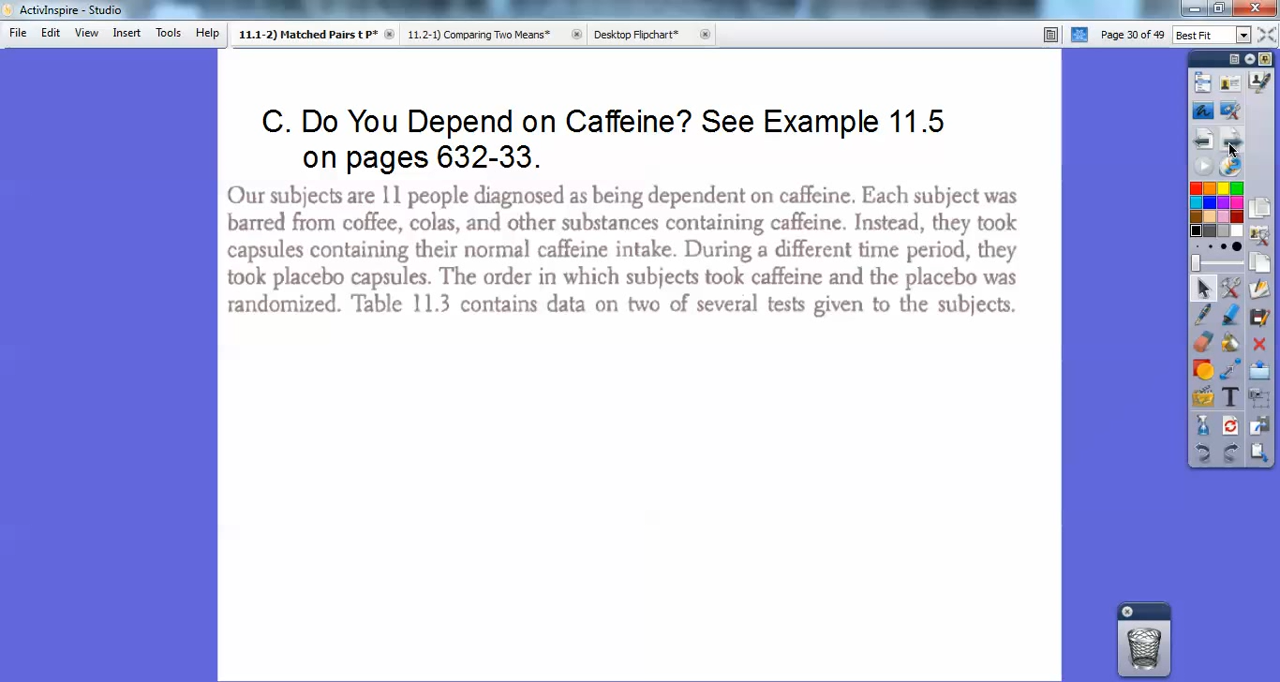 ActivInspire - Studio
File Edit View Insert Tools Help
11.1-2) Matched Pairs t P* 11.2-1) Comparing Two Means* Desktop Flipchart* Page 30 of 49 Best Fit
C. Do You Depend on Caffeine? See Example 11.5
on pages 632-33.
Our subjects are 11 people diagnosed as being dependent on caffeine. Each subject was
barred from coffee, colas, and other substances containing caffeine. Instead, they took
capsules containing their normal caffeine intake. During a different time period, they
took placebo capsules. The order in which subjects took caffeine and the placebo was
randomized. Table 11.3 contains data on two of several tests given to the subjects.